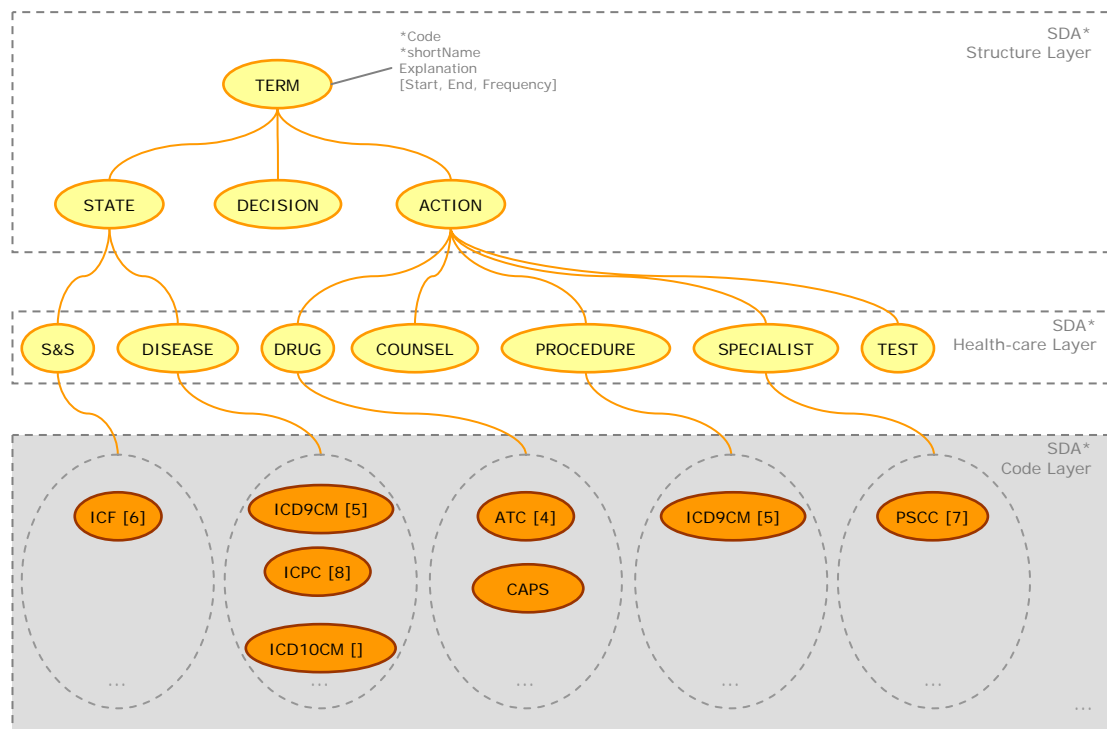 SDA*
Structure Layer
*Code
*shortName
Explanation
[Start, End, Frequency]
TERM
STATE
DECISION
ACTION
SDA*
Health-care Layer
S&S
DISEASE
DRUG
COUNSEL
PROCEDURE
SPECIALIST
TEST
SDA*
Code Layer
ICF [6]
ICD9CM [5]
ATC [4]
ICD9CM [5]
PSCC [7]
ICPC [8]
CAPS
ICD10CM []
...
...
...
...
...
...